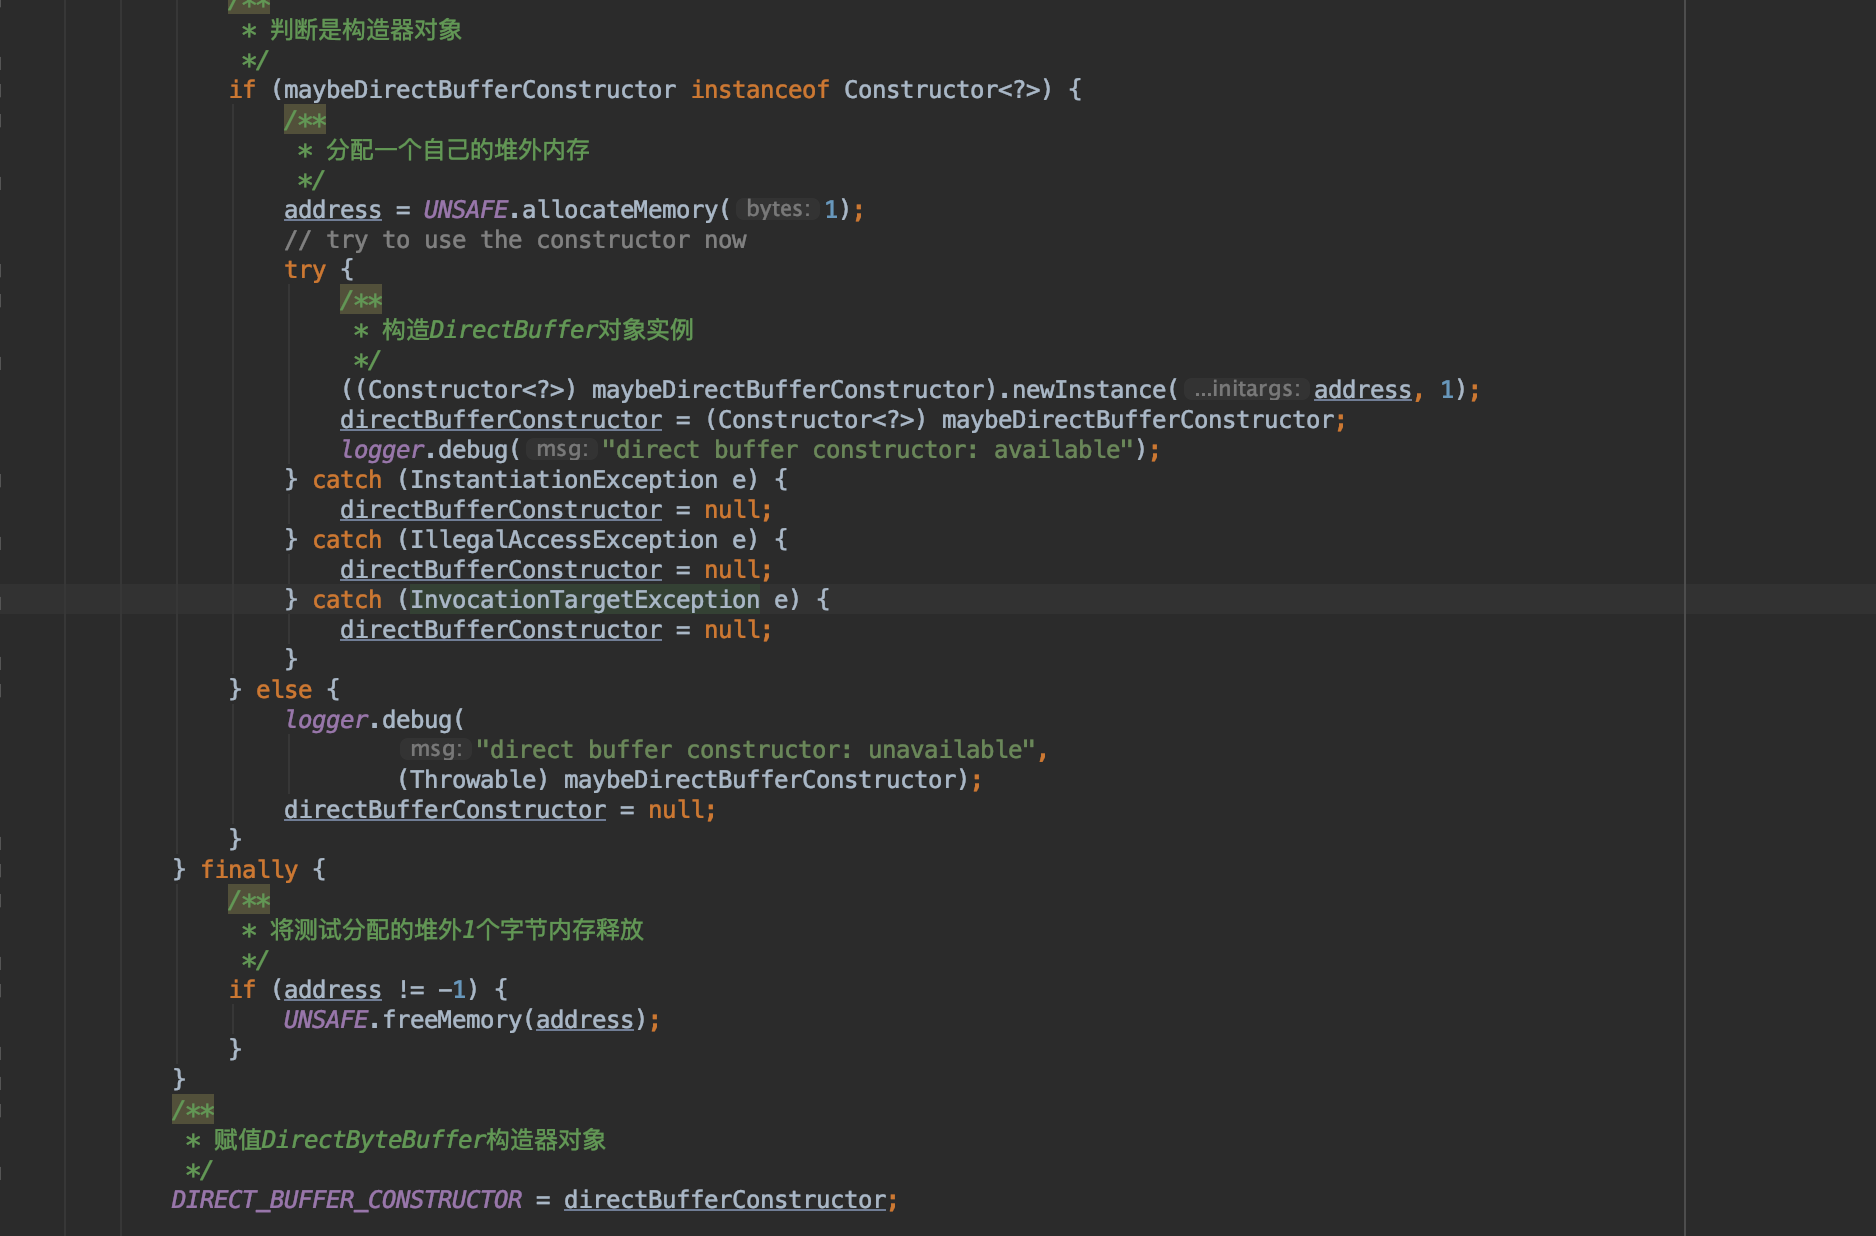 /**
* 判断是构造器对象
*/
if (maybeDirectBufferConstructor instanceof Constructor<?>) {
/**
* 分配一个自己的堆外内存
*/
address = UNSAFE.allocateMemory( bytes: 1);
// try to use the constructor now
try {
/**
* 构造DirectBuffer对象实例
*/
((Constructor<?>) maybeDirectBufferConstructor).newInstance( ...initargs: address, 1);
directBufferConstructor = (Constructor<?>) maybeDirectBufferConstructor;
logger.debug( msg: "direct buffer constructor: available");
} catch (InstantiationException e) {
directBufferConstructor = null;
} catch (IllegalAccessException e) {
directBufferConstructor = null;
} catch (InvocationTargetException e) {
directBufferConstructor = null;
}
} else {
logger.debug(
msg: "direct buffer constructor: unavailable",
(Throwable) maybeDirectBufferConstructor);
directBufferConstructor = null;
}
} finally {
/**
* 将测试分配的堆外1个字节内存释放
*/
if (address != -1) {
UNSAFE.freeMemory(address);
}
}
/**
* 赋值DirectByteBuffer构造器对象
*/
DIRECT_BUFFER_CONSTRUCTOR = directBufferConstructor;